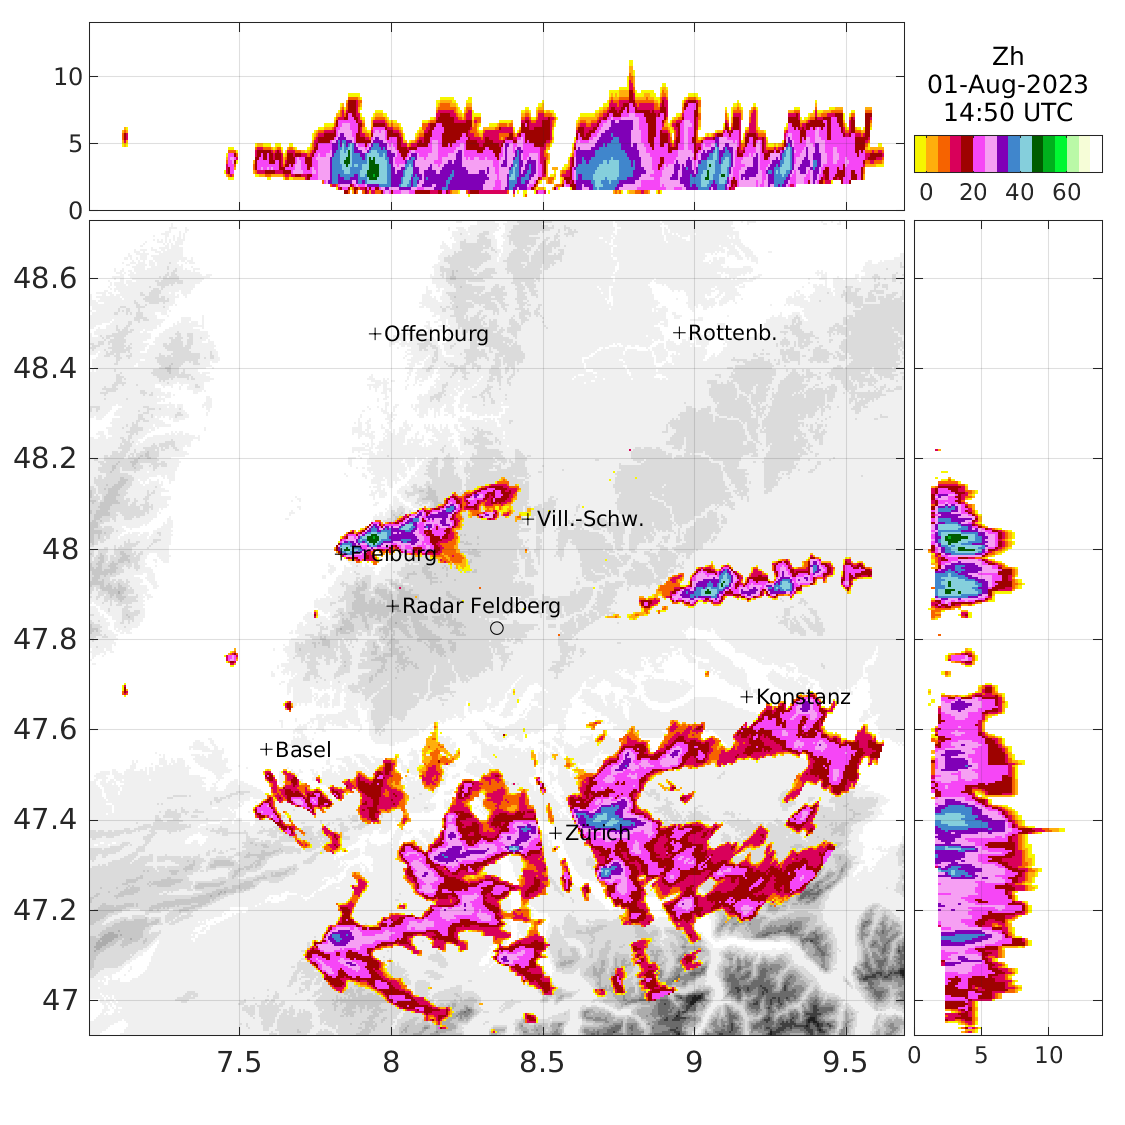 Zh
01-Aug-2023
14:50 UTC
10
5
0
0 20 40 60
48.6
48.4
48.2
48
47.8
47.6
47.4
47.2
47
+Offenburg
+Rottenb.
+Vill.-Schw.
+Freiburg
+Radar Feldberg
+Konstanz
+Basel
+Zürich
7.5 8 8.5 9 9.5
0 5 10